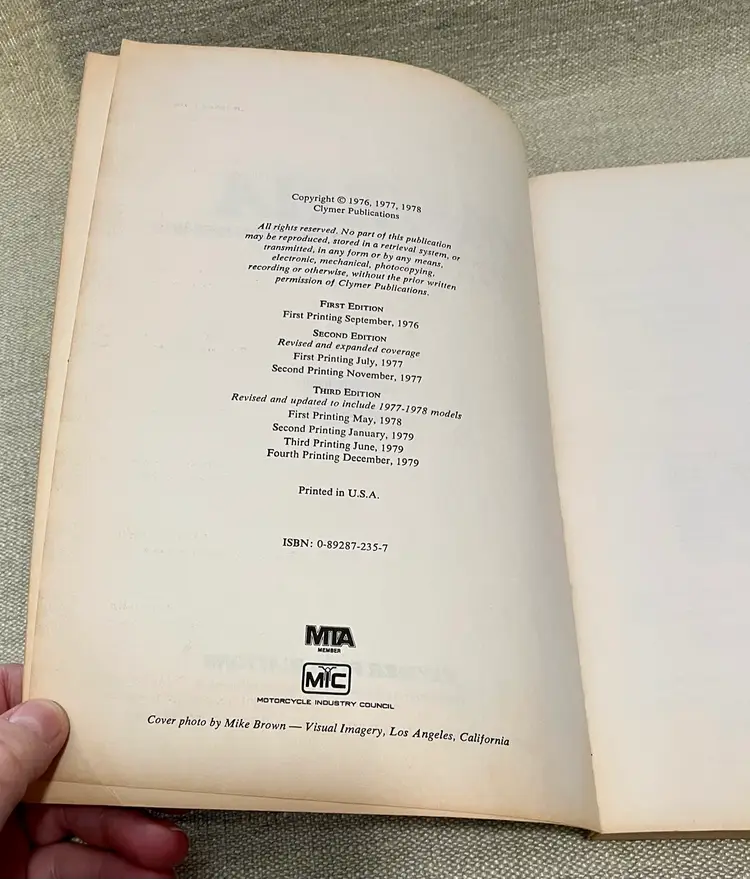 Copyright © 1976, 1977, 1978
Clymer Publications
All rights reserved. No part of this publication
may be reproduced, stored in a retrieval system, or
transmitted, in any form or by any means,
electronic, mechanical, photocopying,
recording or otherwise, without the prior written
permission of Clymer Publications.
FIRST EDITION
First Printing September, 1976
SECOND EDITION
Revised and expanded coverage
First Printing July, 1977
Second Printing November, 1977
THIRD EDITION
Revised and updated to include 1977-1978 models
First Printing May, 1978
Second Printing January, 1979
Third Printing June, 1979
Fourth Printing December, 1979
Printed in U.S.A.
ISBN: 0-89287-235-7
MTA
MEMBER
MIC
MOTORCYCLE INDUSTRY COUNCIL
Cover photo by Mike Brown — Visual Imagery, Los Angeles, California